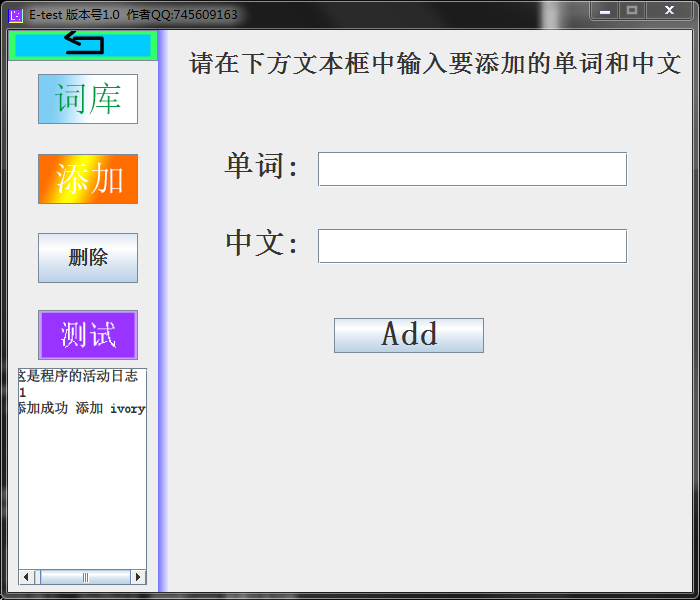 E-test 版本号1.0 作者QQ:745609163
词库
添加
删除
测试
这是程序的活动日志
1
添加成功 添加 ivory
请在下方文本框中输入要添加的单词和中文
单词:
中文:
Add